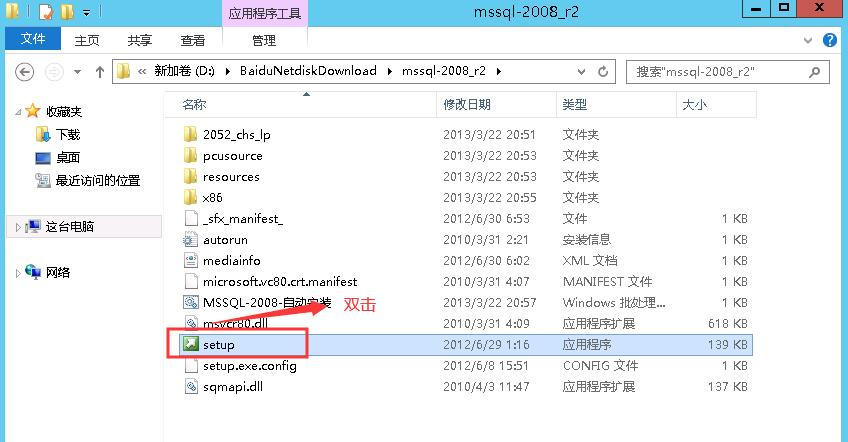 应用程序工具 mssql-2008_r2
文件 主页 共享 查看 管理
« 新加卷 (D:) BaiduNetdiskDownload mssql-2008_r2 搜索"mssql-2008_r2"
收藏夹
下载
桌面
最近访问的位置
这台电脑
网络
名称 修改日期 类型 大小
2052_chs_lp 2013/3/22 20:51 文件夹
pcusource 2013/3/22 20:53 文件夹
resources 2013/3/22 20:53 文件夹
x86 2013/3/22 20:55 文件夹
_sfx_manifest_ 2012/6/30 6:53 文件 1 KB
autorun 2010/3/31 2:21 安装信息 1 KB
mediainfo 2012/6/30 6:02 XML 文档 1 KB
microsoft.vc80.crt.manifest 2010/3/31 4:07 MANIFEST 文件 1 KB
MSSQL-2008-自动安装 2013/3/22 20:57 Windows 批处理... 1 KB
双击
msvcr80.dll 2010/3/31 4:09 应用程序扩展 618 KB
setup 2012/6/29 1:16 应用程序 139 KB
setup.exe.config 2012/6/8 15:51 CONFIG 文件 1 KB
sqmapi.dll 2010/4/3 11:47 应用程序扩展 137 KB